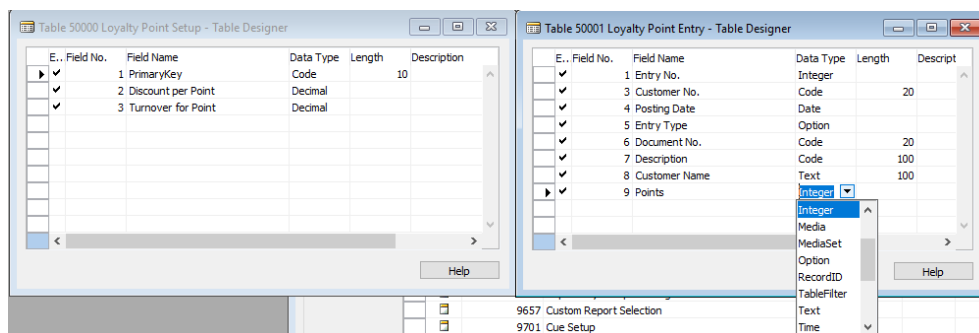 Table 50000 Loyalty Point Setup - Table Designer
E.. Field No. Field Name Data Type Length Description
1 PrimaryKey Code 10
2 Discount per Point Decimal
3 Turnover for Point Decimal
Help
Table 50001 Loyalty Point Entry - Table Designer
E.. Field No. Field Name Data Type Length Descript
1 Entry No. Integer
3 Customer No. Code 20
4 Posting Date Date
5 Entry Type Option
6 Document No. Code 20
7 Description Code 100
8 Customer Name Text 100
9 Points Integer
Integer
Media
MediaSet
Option
RecordID
TableFilter
Text
Time
Help
9657 Custom Report Selection
9701 Cue Setup